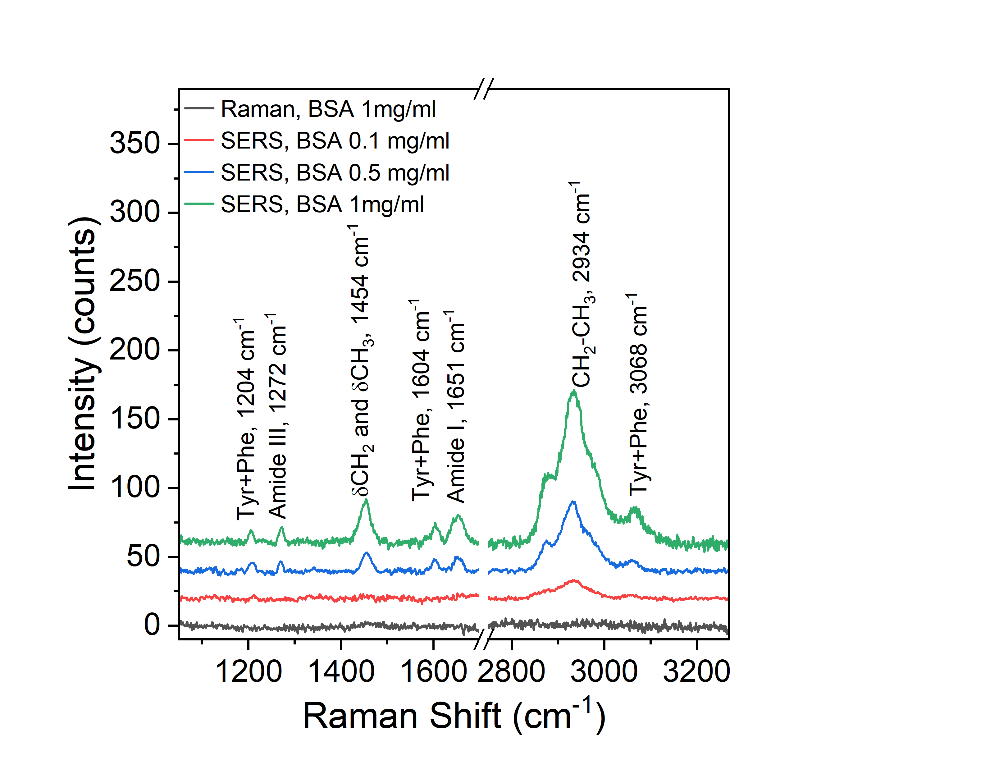 Raman, BSA 1mg/ml
SERS, BSA 0.1 mg/ml
SERS, BSA 0.5 mg/ml
SERS, BSA 1mg/ml
Tyr+Phe, 1204 cm⁻¹
Amide III, 1272 cm⁻¹
δCH₂ and δCH₃, 1454 cm⁻¹
Tyr+Phe, 1604 cm⁻¹
Amide I, 1651 cm⁻¹
CH₂-CH₃, 2934 cm⁻¹
Tyr+Phe, 3068 cm⁻¹
Intensity (counts)
350
300
250
200
150
100
50
0
1200 1400 1600 2800 3000 3200
Raman Shift (cm⁻¹)